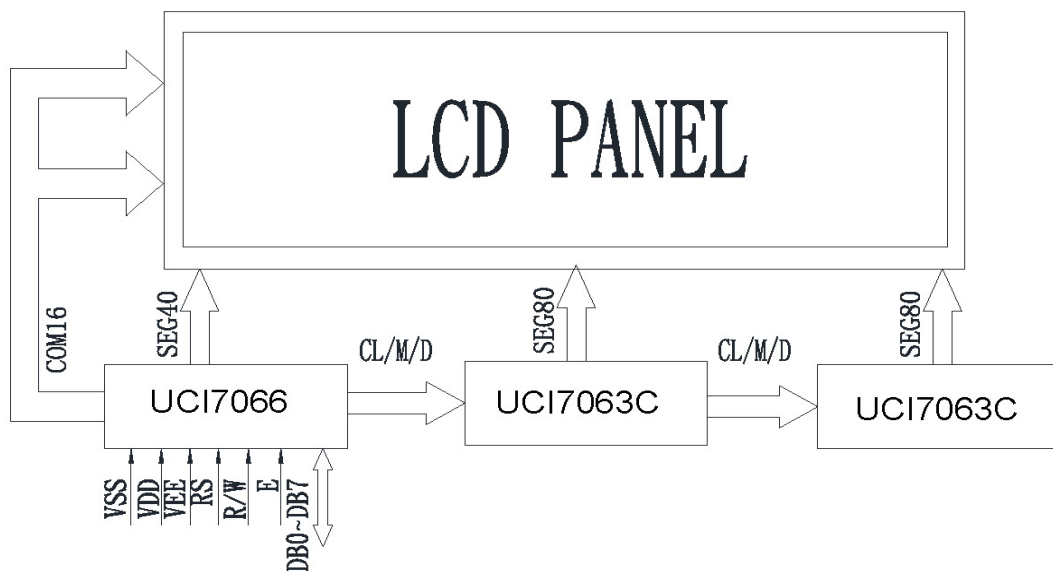 LCD PANEL
COM16
SEG40
SEG80
SEG80
CL/M/D
CL/M/D
UCI7066
UCI7063C
UCI7063C
VSS
VDD
VEE
RS
R/W
E
DB0~DB7